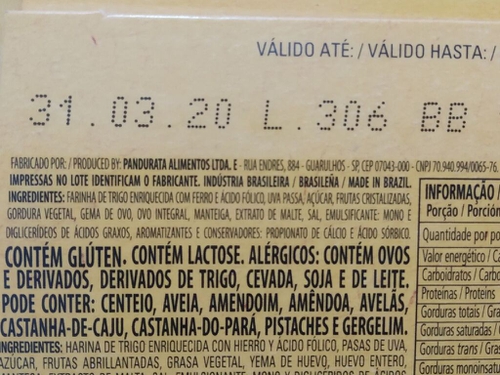 VÁLIDO ATÉ: / VÁLIDO HASTA: /
31.03.20 L.306 BB
FABRICADO POR: / PRODUCED BY: PANDURATA ALIMENTOS LTDA. E - RUA ENDRES, 884 - GUARULHOS - SP, CEP 07043-000 - CNPJ 70.940.994/0065-76.
IMPRESSAS NO LOTE IDENTIFICAM O FABRICANTE. INDÚSTRIA BRASILEIRA / BRASILEÑA / MADE IN BRAZIL.
INGREDIENTES: FARINHA DE TRIGO ENRIQUECIDA COM FERRO E ÁCIDO FÓLICO, UVA PASSA, AÇÚCAR, FRUTAS CRISTALIZADAS,
GORDURA VEGETAL, GEMA DE OVO, OVO INTEGRAL, MANTEIGA, EXTRATO DE MALTE, SAL, EMULSIFICANTE: MONO E
DIGLICERÍDEOS DE ÁCIDOS GRAXOS, AROMATIZANTES E CONSERVADORES: PROPIONATO DE CÁLCIO E ÁCIDO SÓRBICO.
CONTÉM GLÚTEN. CONTÉM LACTOSE. ALÉRGICOS: CONTÉM OVOS
E DERIVADOS, DERIVADOS DE TRIGO, CEVADA, SOJA E DE LEITE.
PODE CONTER: CENTEIO, AVEIA, AMENDOIM, AMÊNDOA, AVELÃS,
CASTANHA-DE-CAJU, CASTANHA-DO-PARÁ, PISTACHES E GERGELIM.
INGREDIENTES: HARINA DE TRIGO ENRIQUECIDA CON HIERRO Y ÁCIDO FÓLICO, PASAS DE UVA,
AZÚCAR, FRUTAS ABRILLANTADAS, GRASA VEGETAL, YEMA DE HUEVO, HUEVO ENTERO,
INFORMAÇÃO
Porção / Porción
Quantidade por po
Valor energético / Ca
Carboidratos / Carbo
Proteínas / Proteins
Gorduras totais / Gra
Gorduras saturadas /
Gorduras trans / Gras
Gorduras monoinsat